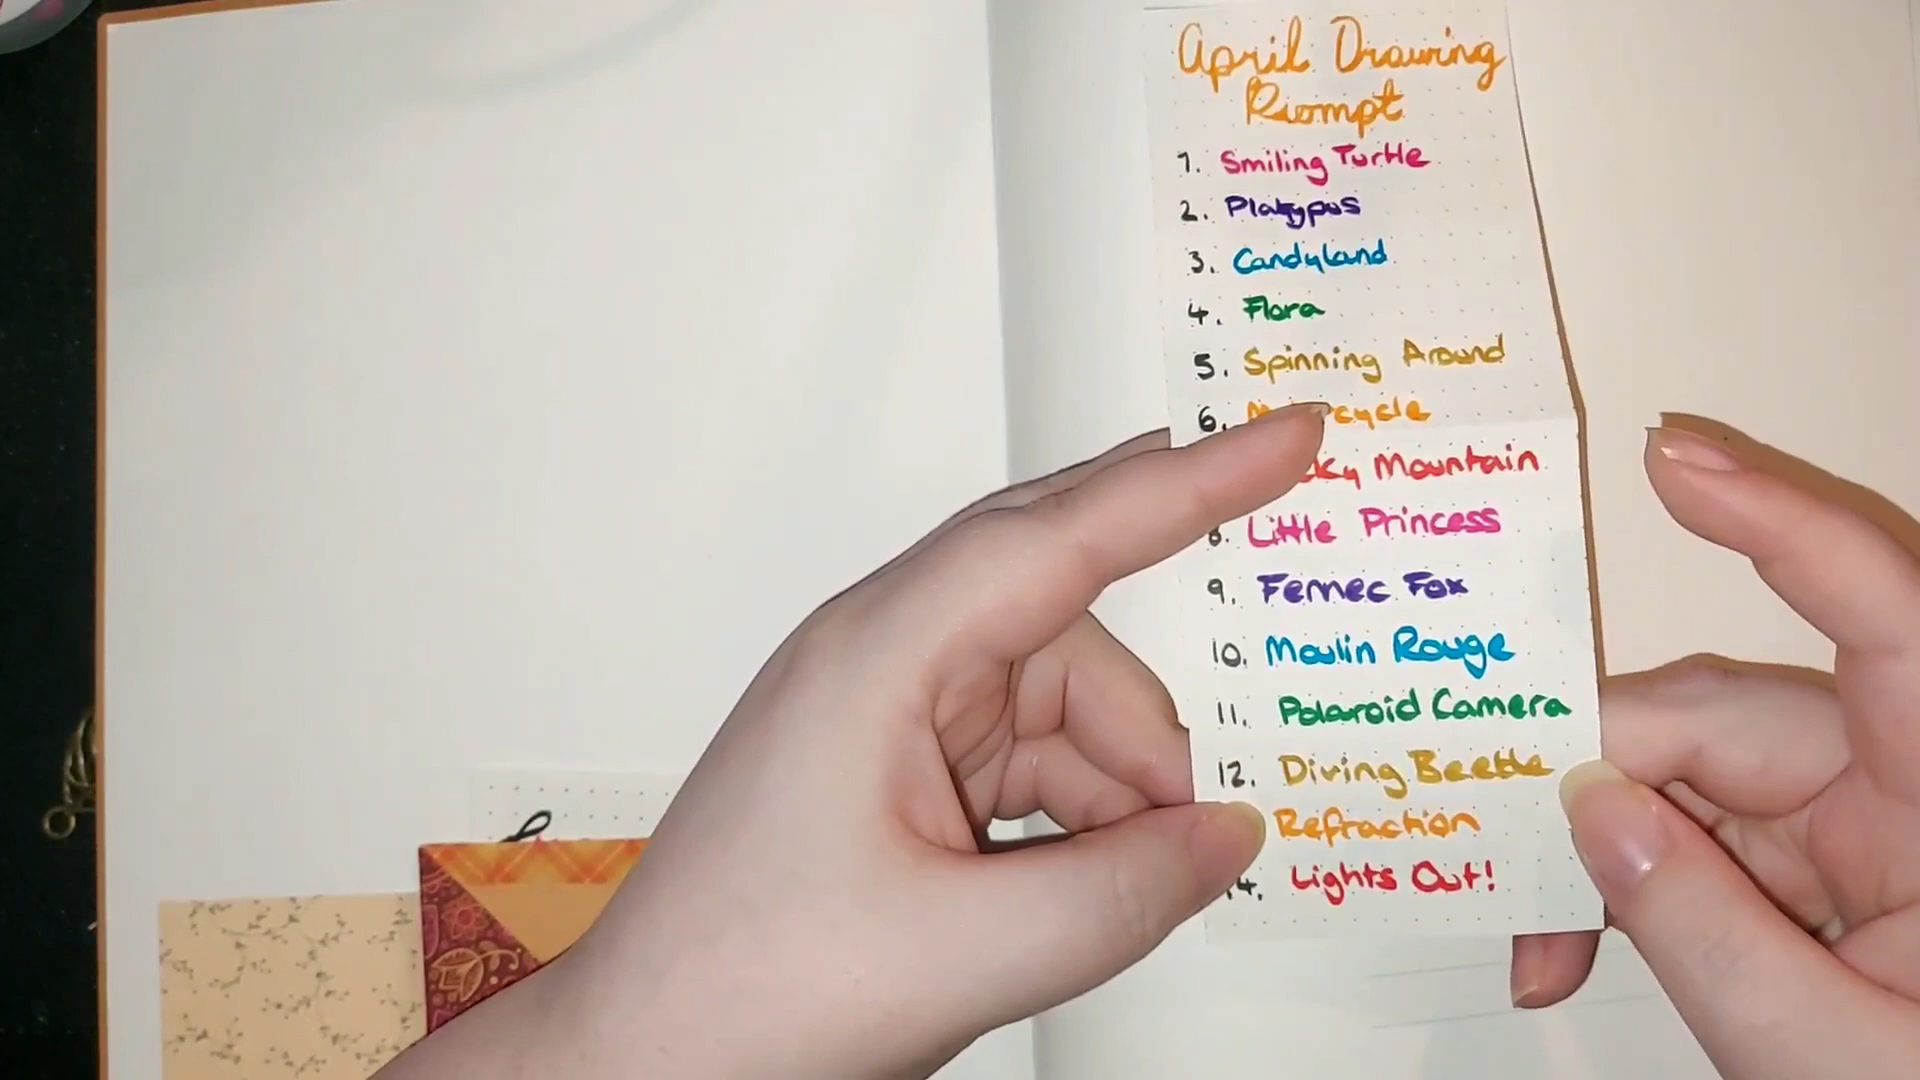 April Drawing
Prompt
1. Smiling Turtle
2. Platypus
3. Candyland
4. Flora
5. Spinning Around
6.
Mountain
8. Little Princess
9. Fennec Fox
10. Moulin Rouge
11. Polaroid Camera
12. Diving Beetle
Refraction
Lights Out!